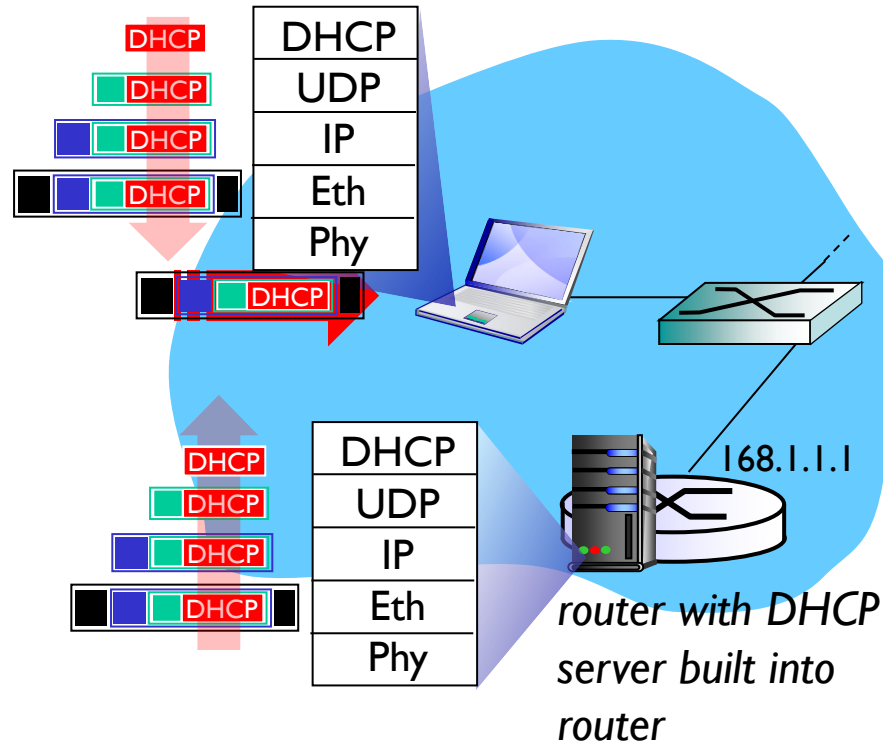 DHCP
DHCP
DHCP
DHCP
DHCP
UDP
IP
Eth
Phy
DHCP
DHCP
DHCP
DHCP
DHCP
DHCP
UDP
IP
Eth
Phy
168.1.1.1
router with DHCP
server built into
router